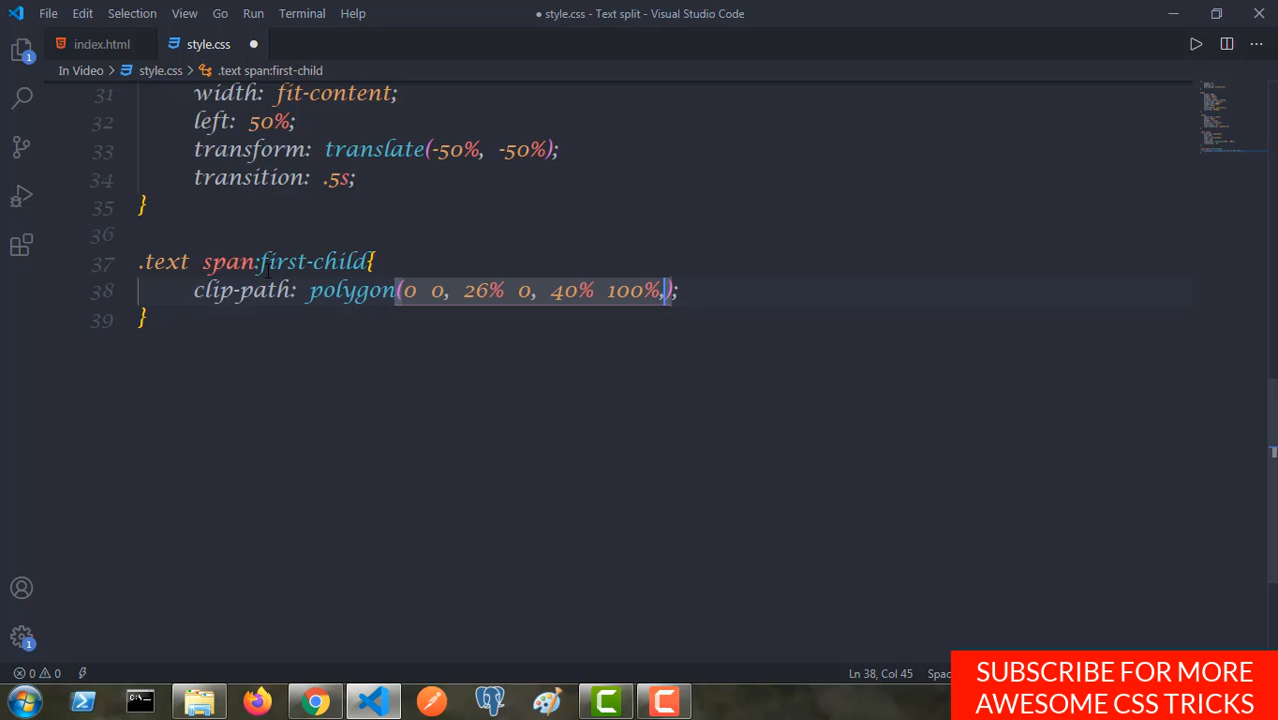 File Edit Selection View Go Run Terminal Help
● style.css - Text split - Visual Studio Code
index.html style.css ●
In Video > style.css > .text span:first-child
31 width: fit-content;
32 left: 50%;
33 transform: translate(-50%, -50%);
34 transition: .5s;
35 }
36
37 .text span:first-child{
38 clip-path: polygon(0 0, 26% 0, 40% 100%,);
39 }
1
1
0 0
Ln 38, Col 45 Spac
SUBSCRIBE FOR MORE
AWESOME CSS TRICKS